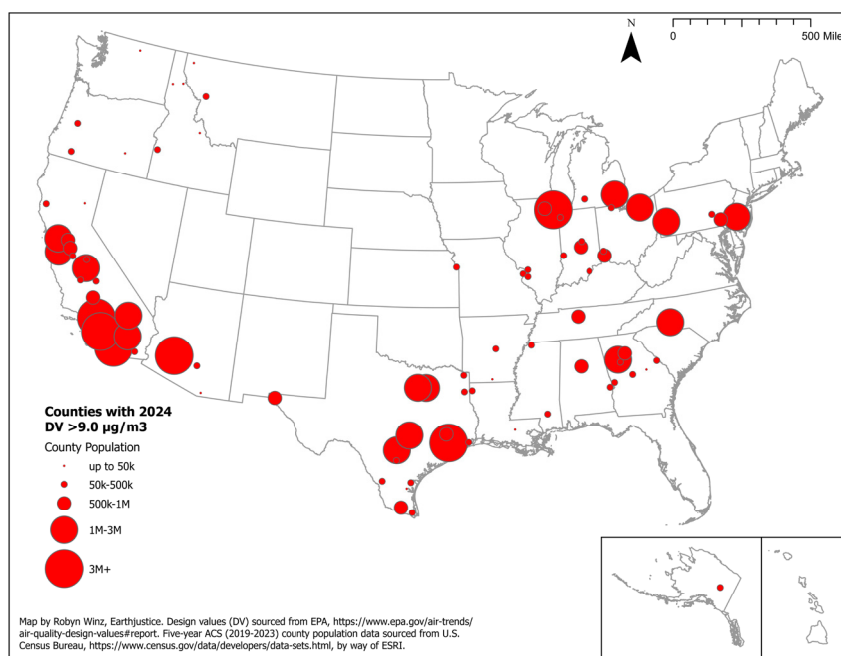 N
0 500 Mile
Counties with 2024
DV >9.0 µg/m3
County Population
up to 50k
50k-500k
500k-1M
1M-3M
3M+
Map by Robyn Winz, Earthjustice. Design values (DV) sourced from EPA, https://www.epa.gov/air-trends/
air-quality-design-values#report. Five-year ACS (2019-2023) county population data sourced from U.S.
Census Bureau, https://www.census.gov/data/developers/data-sets.html, by way of ESRI.